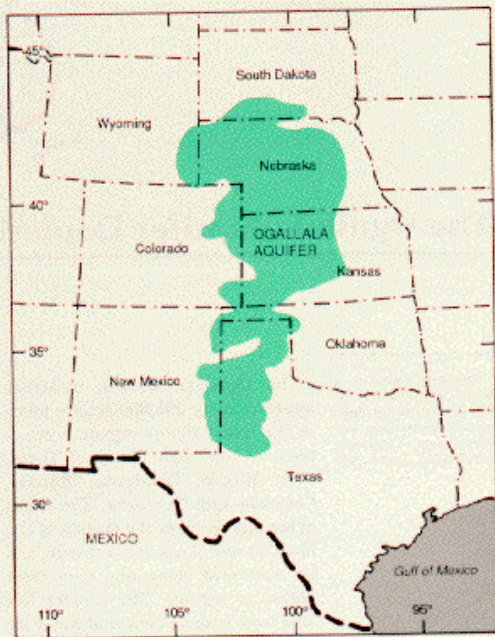 45°
South Dakota
Wyoming
Nebraska
40°
OGALLALA
AQUIFER
Colorado
Kansas
35°
Oklahoma
New Mexico
Texas
30°
MEXICO
Gulf of Mexico
110°
105°
100°
95°